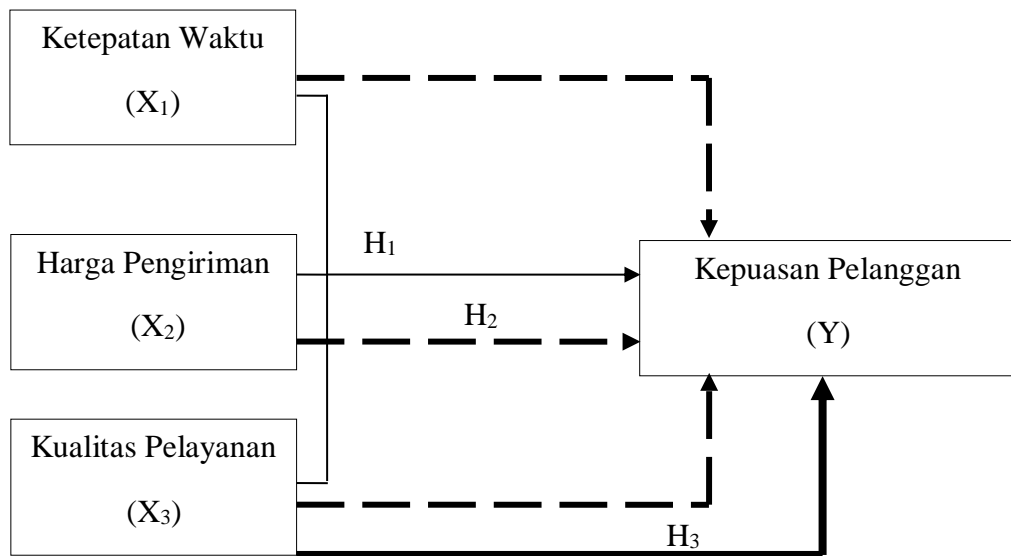 Ketepatan Waktu
(X₁)
Harga Pengiriman
(X₂)
H₁
H₂
Kepuasan Pelanggan
(Y)
Kualitas Pelayanan
(X₃)
H₃